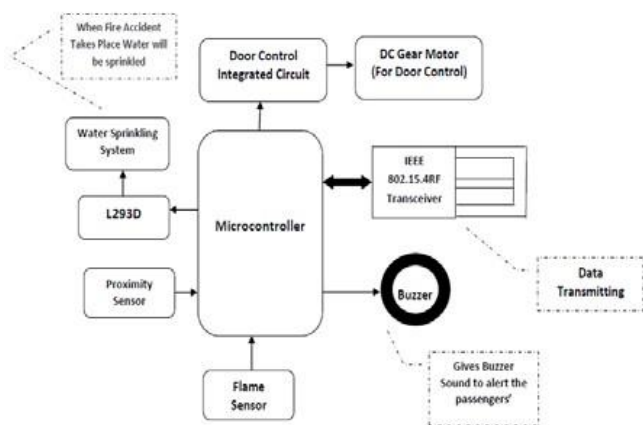 When Fire Accident
Takes Place Water will
be sprinkled
Door Control
Integrated Circuit
DC Gear Motor
(For Door Control)
Water Sprinkling
System
IEEE
802.15.4RF
Transceiver
L293D
Microcontroller
Proximity
Sensor
Buzzer
Data
Transmitting
Flame
Sensor
Gives Buzzer
Sound to alert the
passengers'